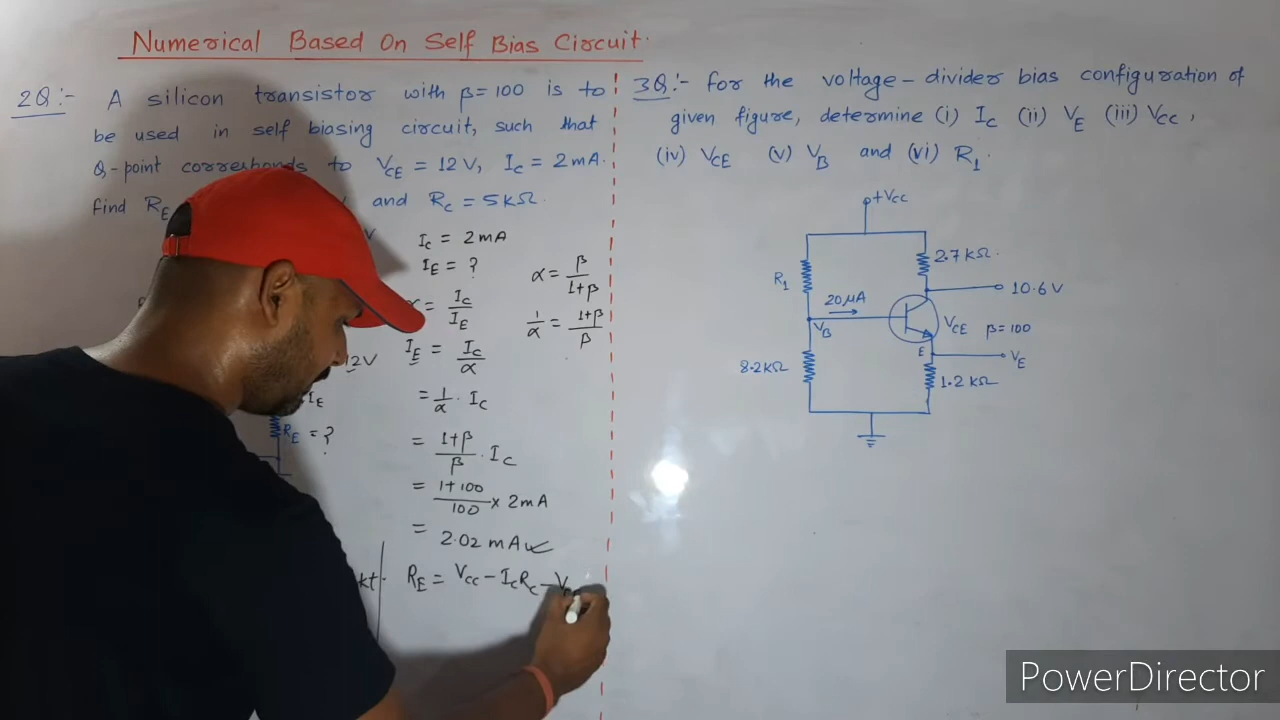 Numerical Based On Self Bias Circuit.
2Q:- A silicon transistor with β=100 is to
be used in self biasing circuit, such that
Q-point corresponds to VCE = 12V, IC = 2mA.
find RE and RC = 5kΩ.
V
IC = 2mA
IE = ?
= IC/IE
α = β/1+β
1/α = 1+β/β
12V
IE = IC/α
IE
= 1/α . IC
RE = ?
= 1+β/β . IC
= 1+100/100 × 2mA
= 2.02 mA
kt. RE = VCC - ICRC - V
3Q:- for the voltage-divider bias configuration of
given figure, determine (i) IC (ii) VE (iii) VCC,
(iv) VCE (v) VB and (vi) R1.
+VCC
2.7kΩ.
R1
20μA
10.6V
VB
VCE β=100
E
VE
8.2kΩ
1.2kΩ
PowerDirector